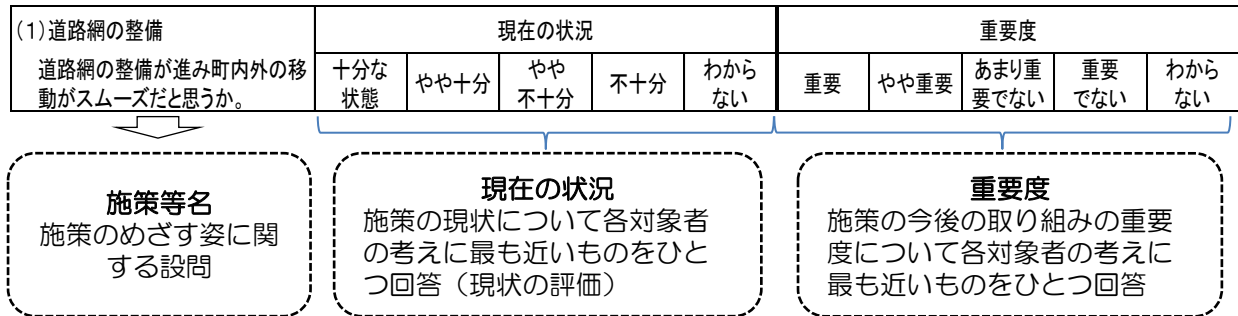 (1)道路網の整備
道路網の整備が進み町内外の移
動がスムーズだと思うか。
現在の状況
重要度
十分な
状態
やや十分
やや
不十分
不十分
わから
ない
重要
やや重要
あまり重
要でない
重要
でない
わから
ない
施策等名
施策のめざす姿に関
する設問
現在の状況
施策の現状について各対象者
の考えに最も近いものをひと
つ回答（現状の評価）
重要度
施策の今後の取り組みの重要
度について各対象者の考えに
最も近いものをひとつ回答